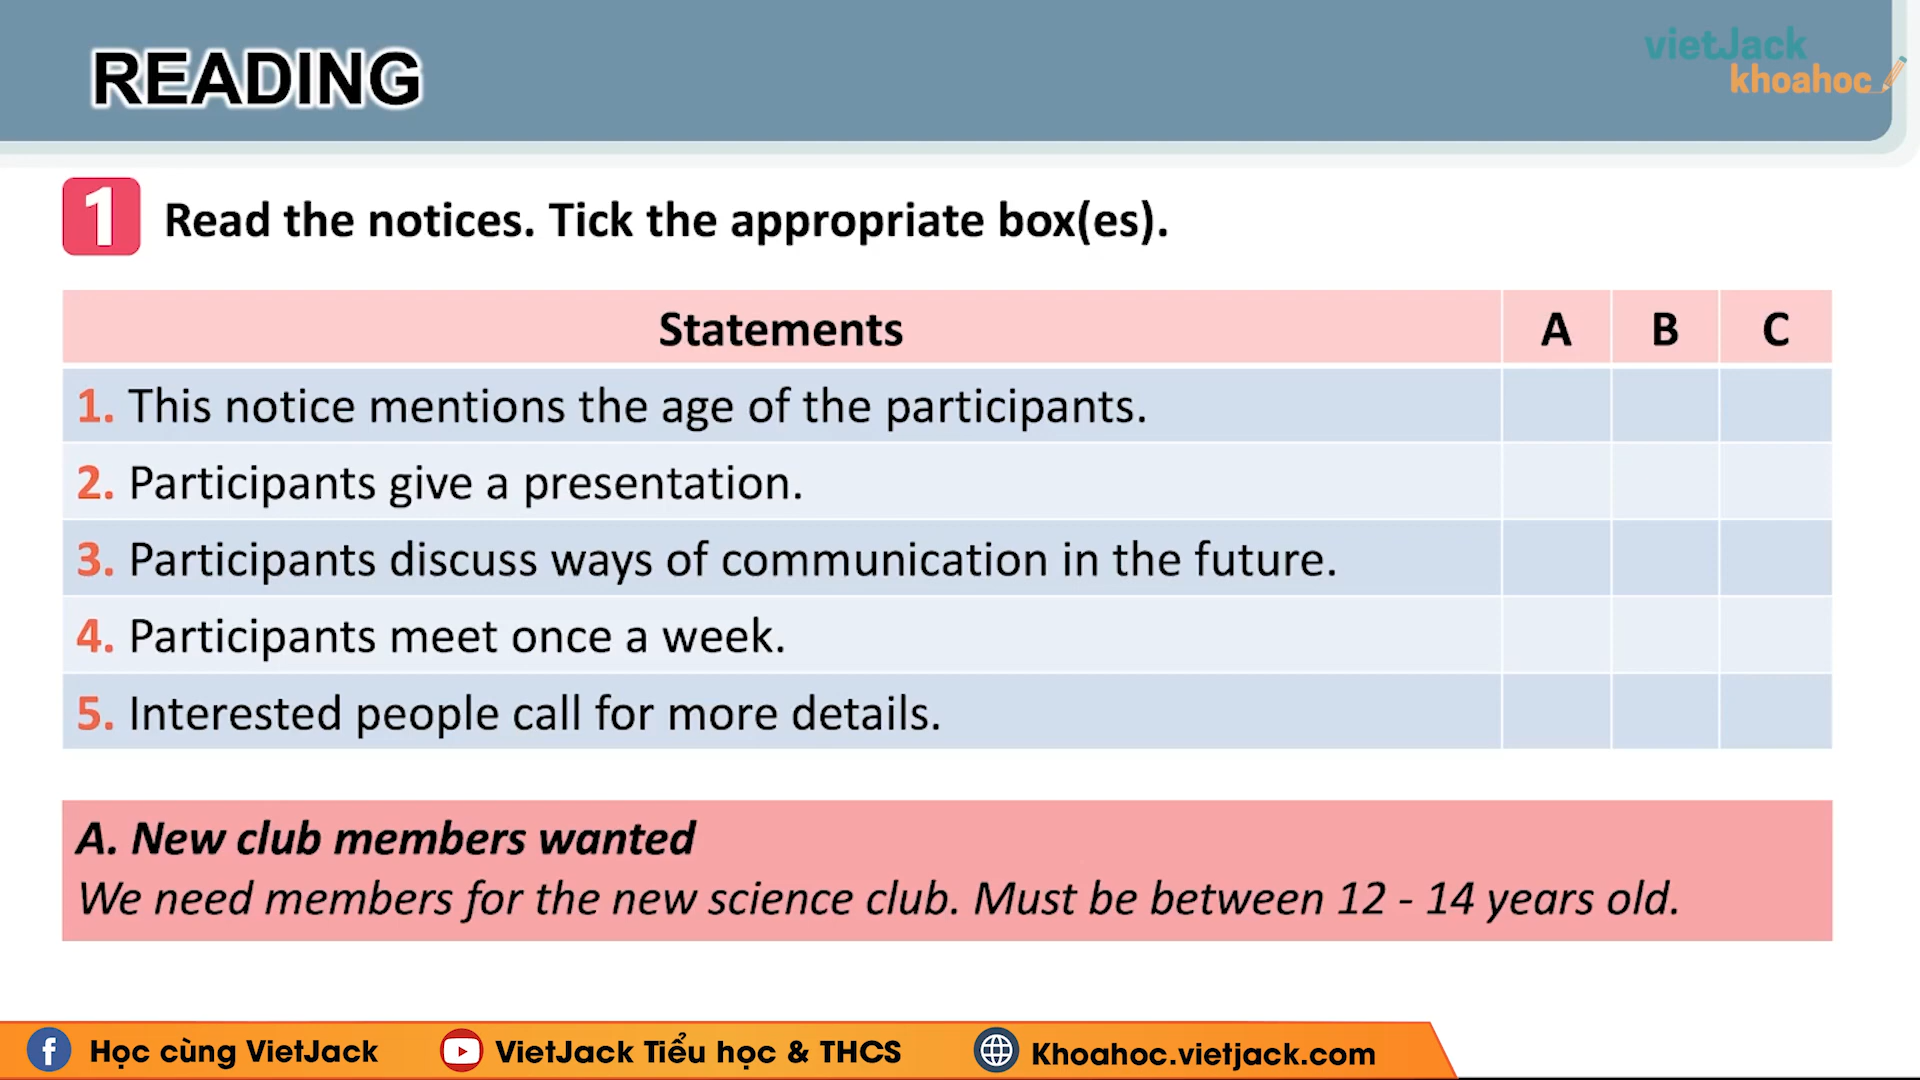 READING
vietJack
khoahoc
1 Read the notices. Tick the appropriate box(es).
Statements A B C
1. This notice mentions the age of the participants.
2. Participants give a presentation.
3. Participants discuss ways of communication in the future.
4. Participants meet once a week.
5. Interested people call for more details.
A. New club members wanted
We need members for the new science club. Must be between 12 - 14 years old.
Học cùng VietJack VietJack Tiểu học & THCS Khoahoc.vietjack.com